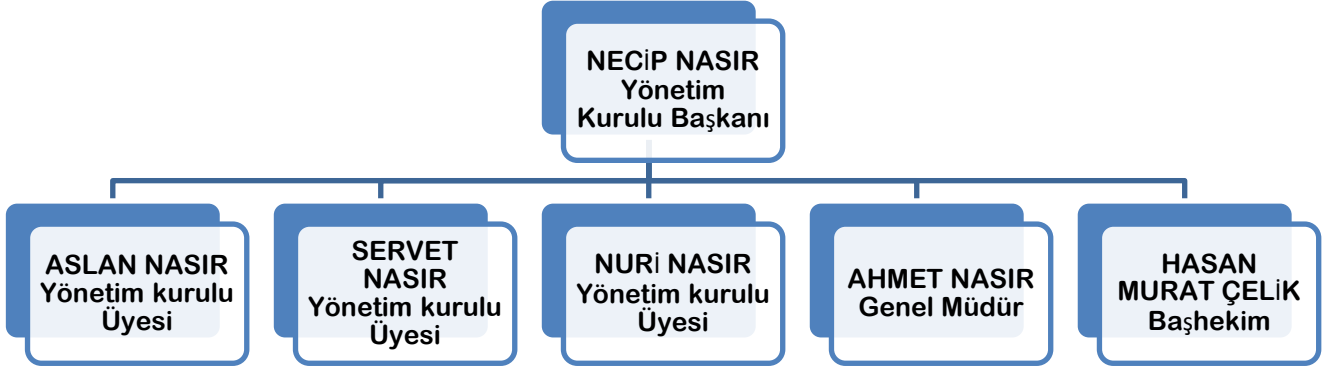 NECİP NASIR
Yönetim
Kurulu Başkanı
ASLAN NASIR
Yönetim kurulu
Üyesi
SERVET
NASIR
Yönetim kurulu
Üyesi
NURİ NASIR
Yönetim kurulu
Üyesi
AHMET NASIR
Genel Müdür
HASAN
MURAT ÇELİK
Başhekim